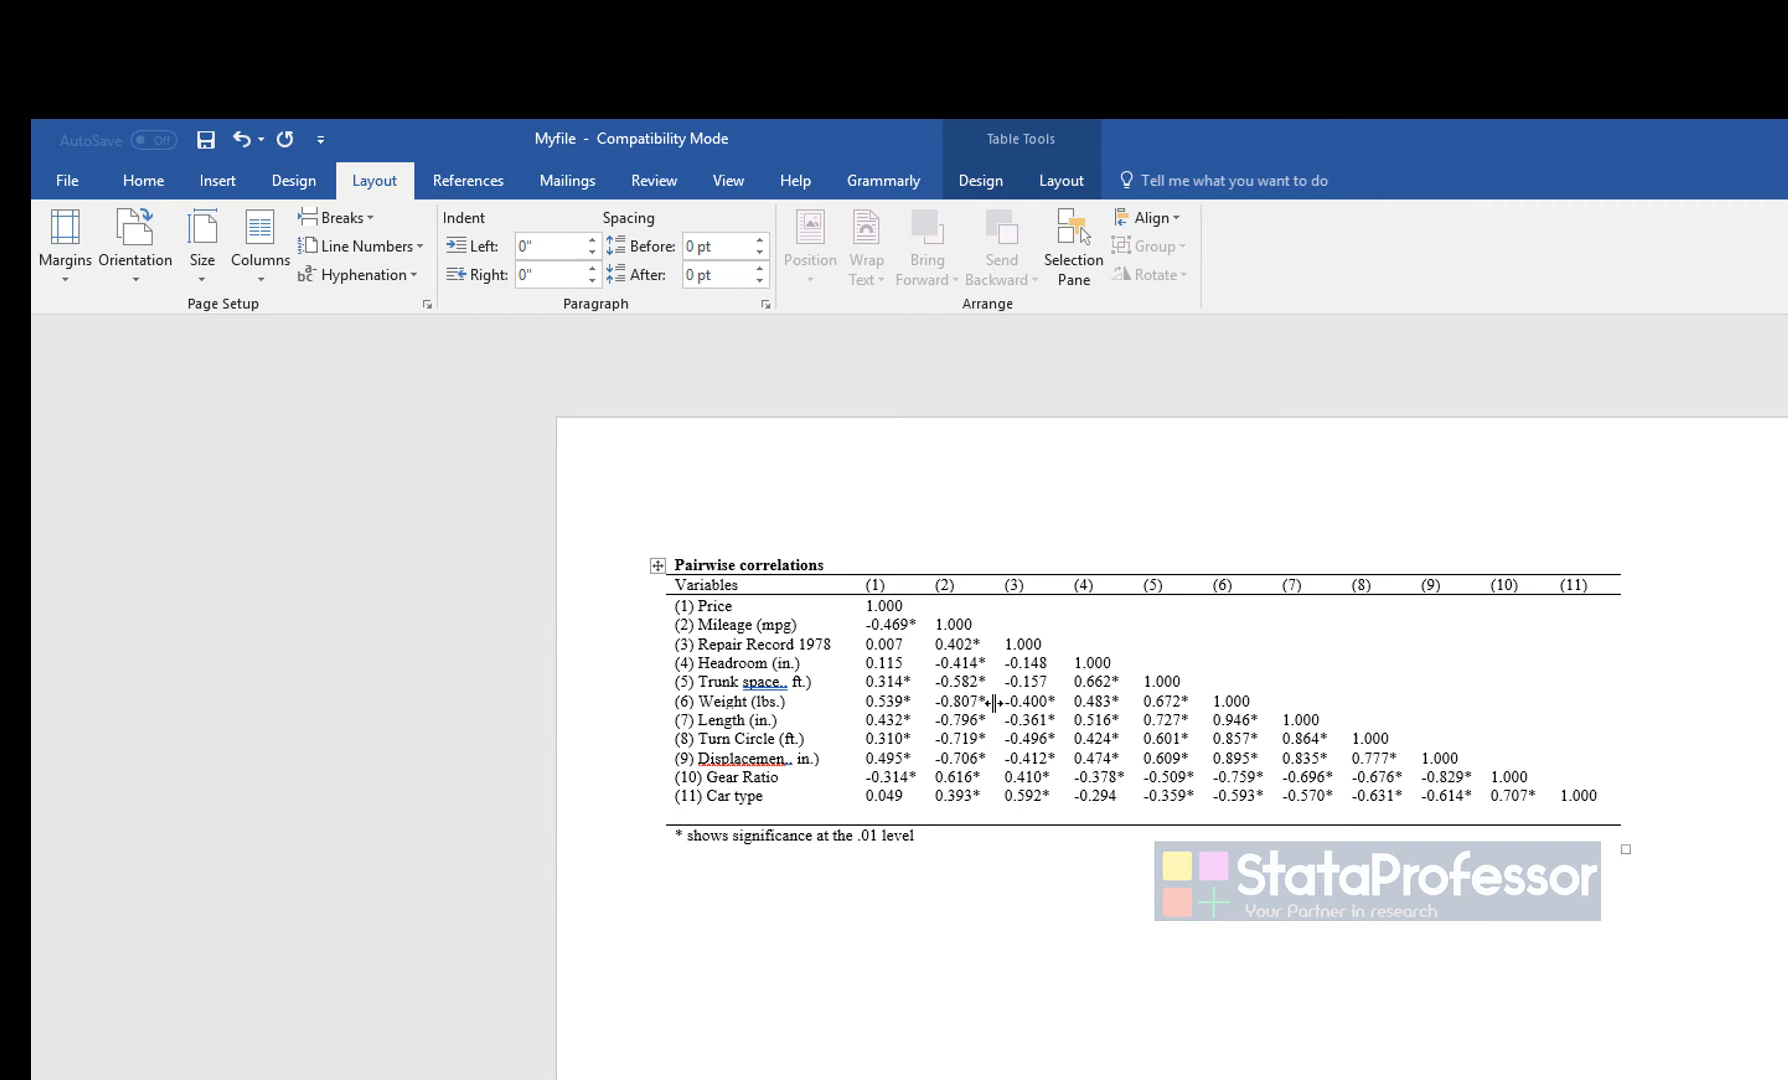 AutoSave Off Myfile - Compatibility Mode Table Tools
File Home Insert Design Layout References Mailings Review View Help Grammarly Design Layout Tell me what you want to do
Margins Orientation Size Columns
Breaks
Line Numbers
Hyphenation
Page Setup
Indent Spacing
Left: 0" Before: 0 pt
Right: 0" After: 0 pt
Paragraph
Position Wrap Text Bring Forward Send Backward Selection Pane
Align
Group
Rotate
Arrange
Pairwise correlations
Variables (1) (2) (3) (4) (5) (6) (7) (8) (9) (10) (11)
(1) Price 1.000
(2) Mileage (mpg) -0.469* 1.000
(3) Repair Record 1978 0.007 0.402* 1.000
(4) Headroom (in.) 0.115 -0.414* -0.148 1.000
(5) Trunk space.. ft.) 0.314* -0.582* -0.157 0.662* 1.000
(6) Weight (lbs.) 0.539* -0.807* -0.400* 0.483* 0.672* 1.000
(7) Length (in.) 0.432* -0.796* -0.361* 0.516* 0.727* 0.946* 1.000
(8) Turn Circle (ft.) 0.310* -0.719* -0.496* 0.424* 0.601* 0.857* 0.864* 1.000
(9) Displacemen.. in.) 0.495* -0.706* -0.412* 0.474* 0.609* 0.895* 0.835* 0.777* 1.000
(10) Gear Ratio -0.314* 0.616* 0.410* -0.378* -0.509* -0.759* -0.696* -0.676* -0.829* 1.000
(11) Car type 0.049 0.393* 0.592* -0.294 -0.359* -0.593* -0.570* -0.631* -0.614* 0.707* 1.000
* shows significance at the .01 level
StataProfessor
Your Partner in research